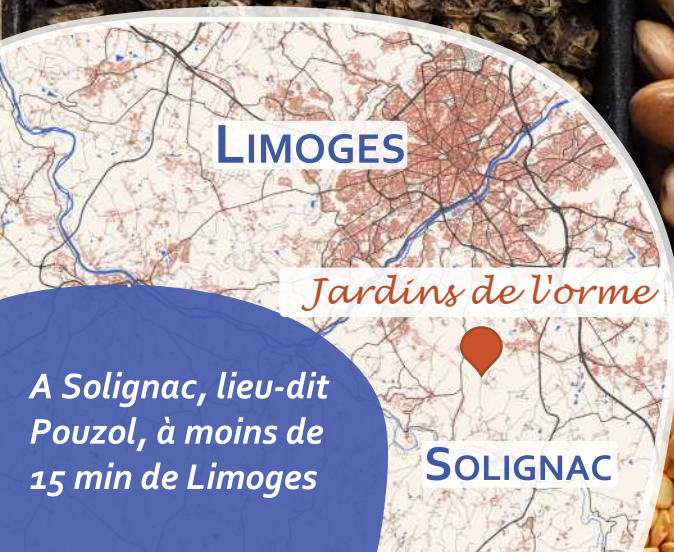 LIMOGES
Jardins de l'orme
A Solignac, lieu-dit
Pouzol, à moins de
15 min de Limoges
SOLIGNAC